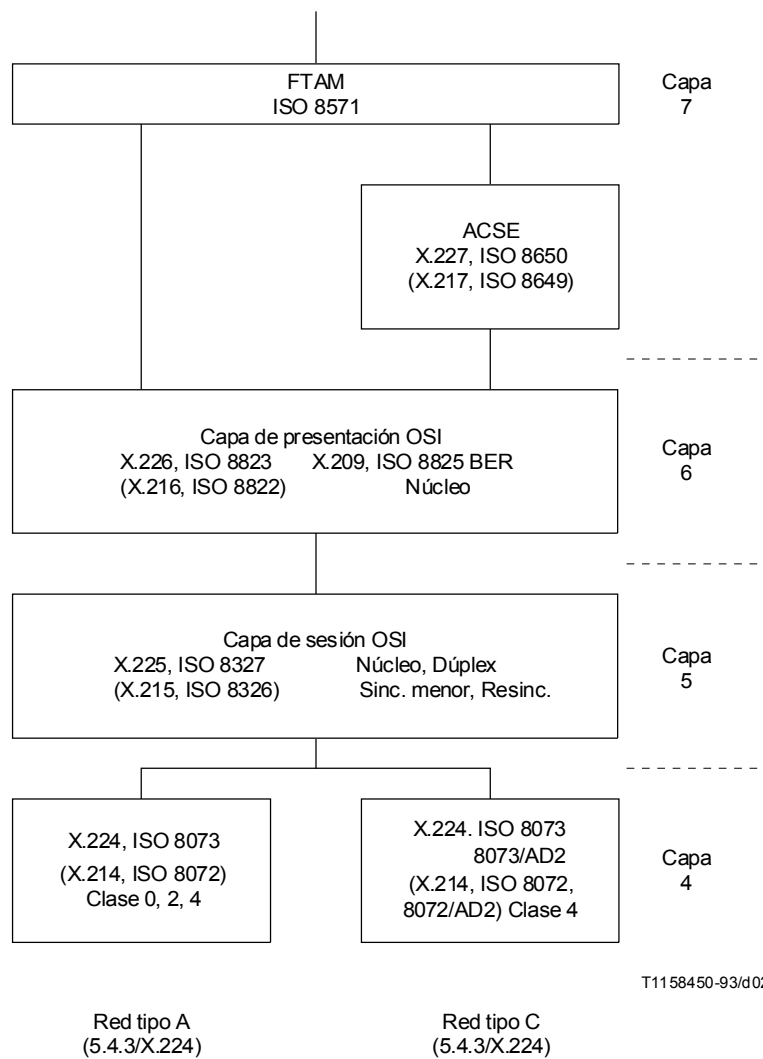 FTAM
ISO 8571
Capa
7
ACSE
X.227, ISO 8650
(X.217, ISO 8649)
Capa de presentación OSI
X.226, ISO 8823 X.209, ISO 8825 BER
(X.216, ISO 8822) Núcleo
Capa
6
Capa de sesión OSI
X.225, ISO 8327 Núcleo, Dúplex
(X.215, ISO 8326) Sinc. menor, Resinc.
Capa
5
X.224, ISO 8073
(X.214, ISO 8072)
Clase 0, 2, 4
X.224. ISO 8073
8073/AD2
(X.214, ISO 8072,
8072/AD2) Clase 4
Capa
4
T1158450-93/d02
Red tipo A
(5.4.3/X.224)
Red tipo C
(5.4.3/X.224)